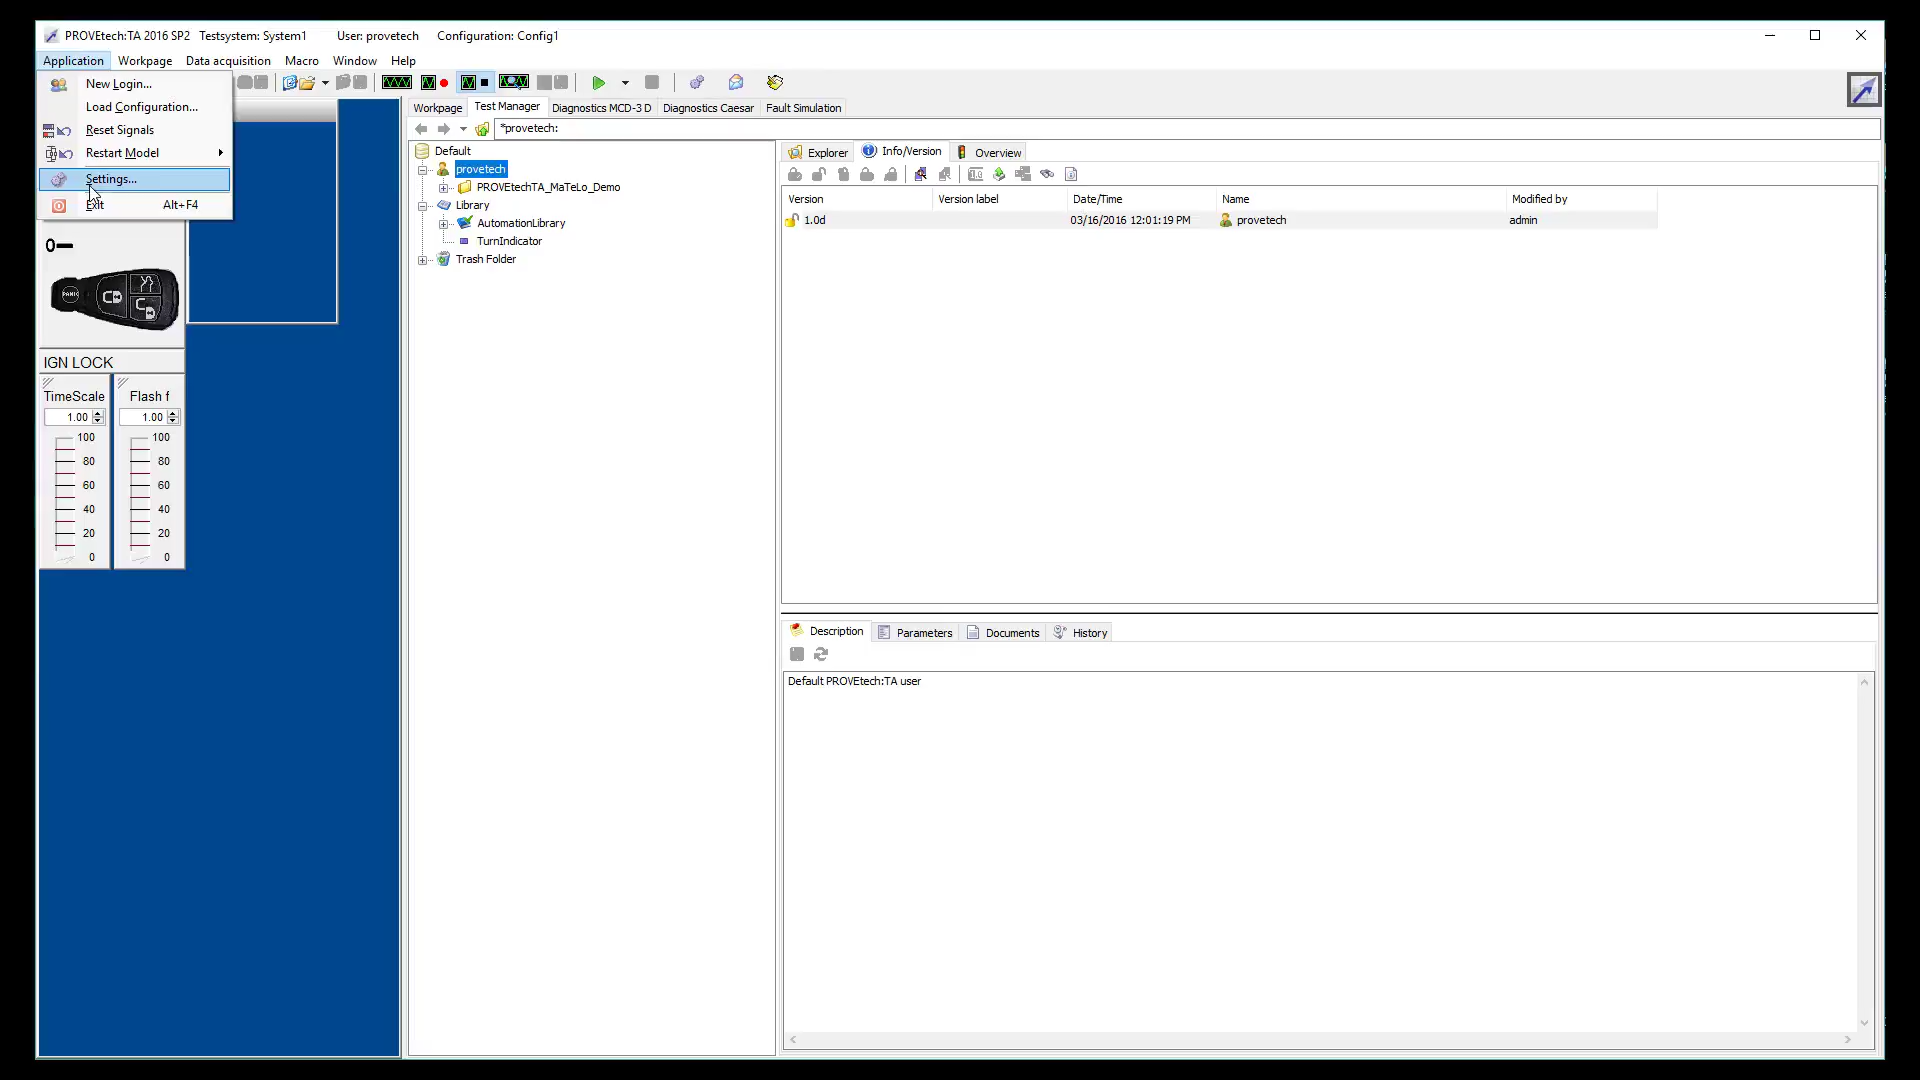 PROVEtech:TA 2016 SP2 Testsystem: System1 User: provetech Configuration: Config1
Application Workpage Data acquisition Macro Window Help
New Login...
Load Configuration...
Reset Signals
Restart Model
Settings...
Exit Alt+F4
0
PANIC
IGN LOCK
TimeScale Flash f
1.00 1.00
100 100
80 80
60 60
40 40
20 20
0 0
Workpage Test Manager Diagnostics MCD-3 D Diagnostics Caesar Fault Simulation
*provetech:
Default
provetech
PROVEtechTA_MaTeLo_Demo
Library
AutomationLibrary
TurnIndicator
Trash Folder
Explorer Info/Version Overview
Version Version label Date/Time Name Modified by
1.0d 03/16/2016 12:01:19 PM provetech admin
Description Parameters Documents History
Default PROVEtech:TA user